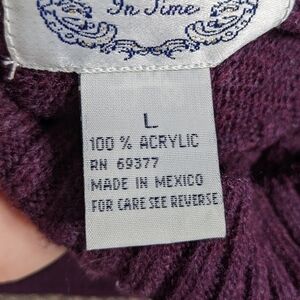 In Time
L
100 % ACRYLIC
RN 69377
MADE IN MEXICO
FOR CARE SEE REVERSE